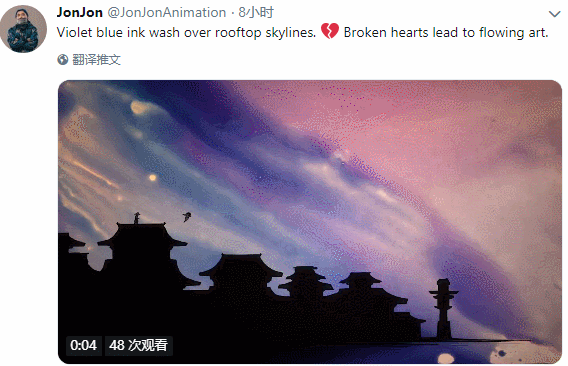 JonJon @JonJonAnimation · 8小时
Violet blue ink wash over rooftop skylines. 💔 Broken hearts lead to flowing art.
翻译推文
0:04 48 次观看